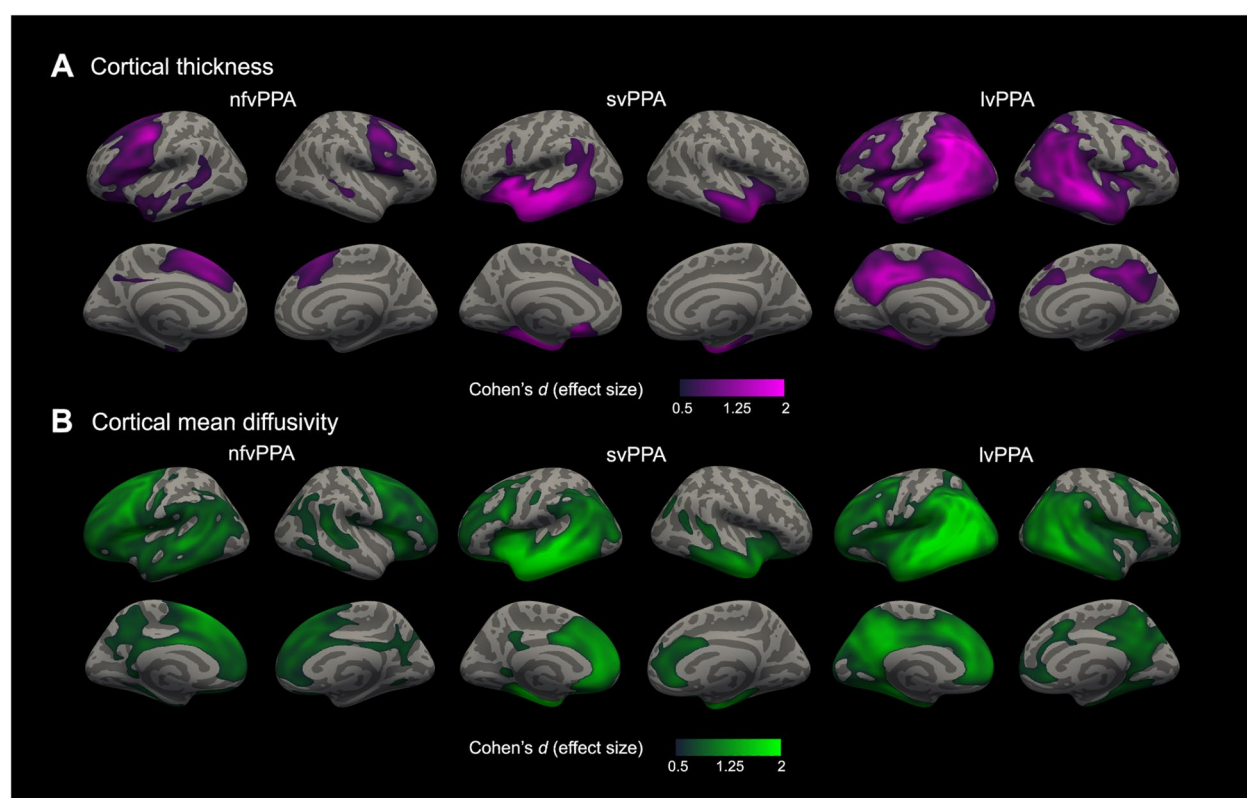 A Cortical thickness
nfvPPA svPPA lvPPA
Cohen’s d (effect size)
0.5 1.25 2
B Cortical mean diffusivity
nfvPPA svPPA lvPPA
Cohen’s d (effect size)
0.5 1.25 2